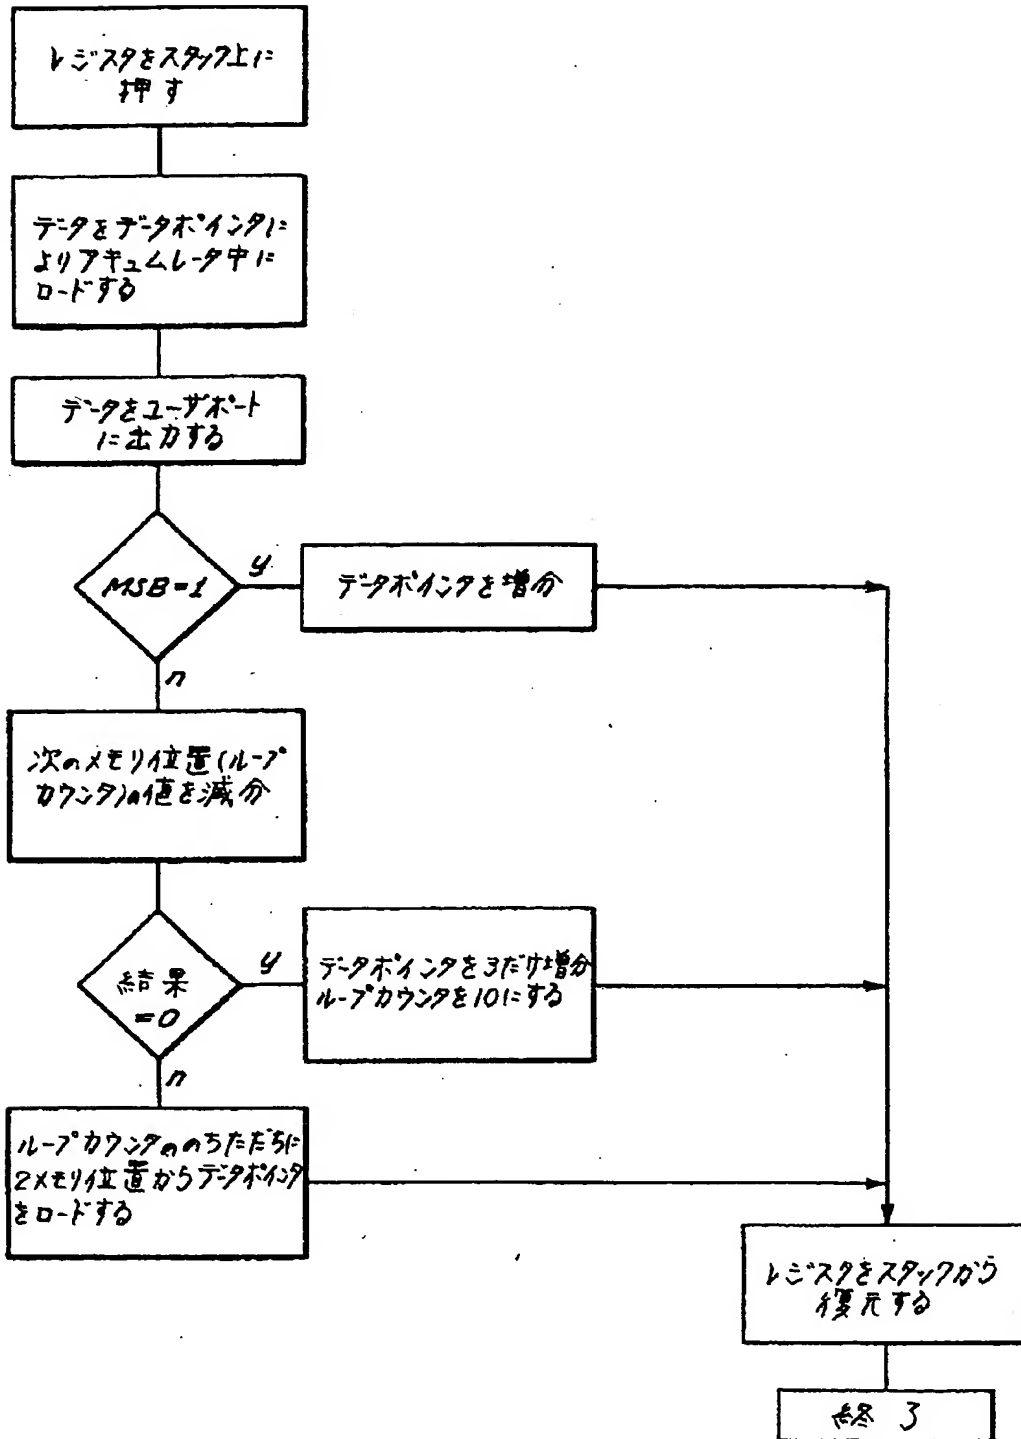 レジスタをスタック上に
押す
データをデータポインタに
よりアキュムレータ中に
ロードする
データをユーザポート
に出力する
MSB=1
y
データポインタを増分
n
次のメモリ位置(ループ
カウンタ)の値を減分
結果
=0
y
データポインタを3だけ増分
ループカウンタを10にする
n
ループカウンタののちただちに
2メモリ位置からデータポインタ
をロードする
レジスタをスタックから
復元する
終了